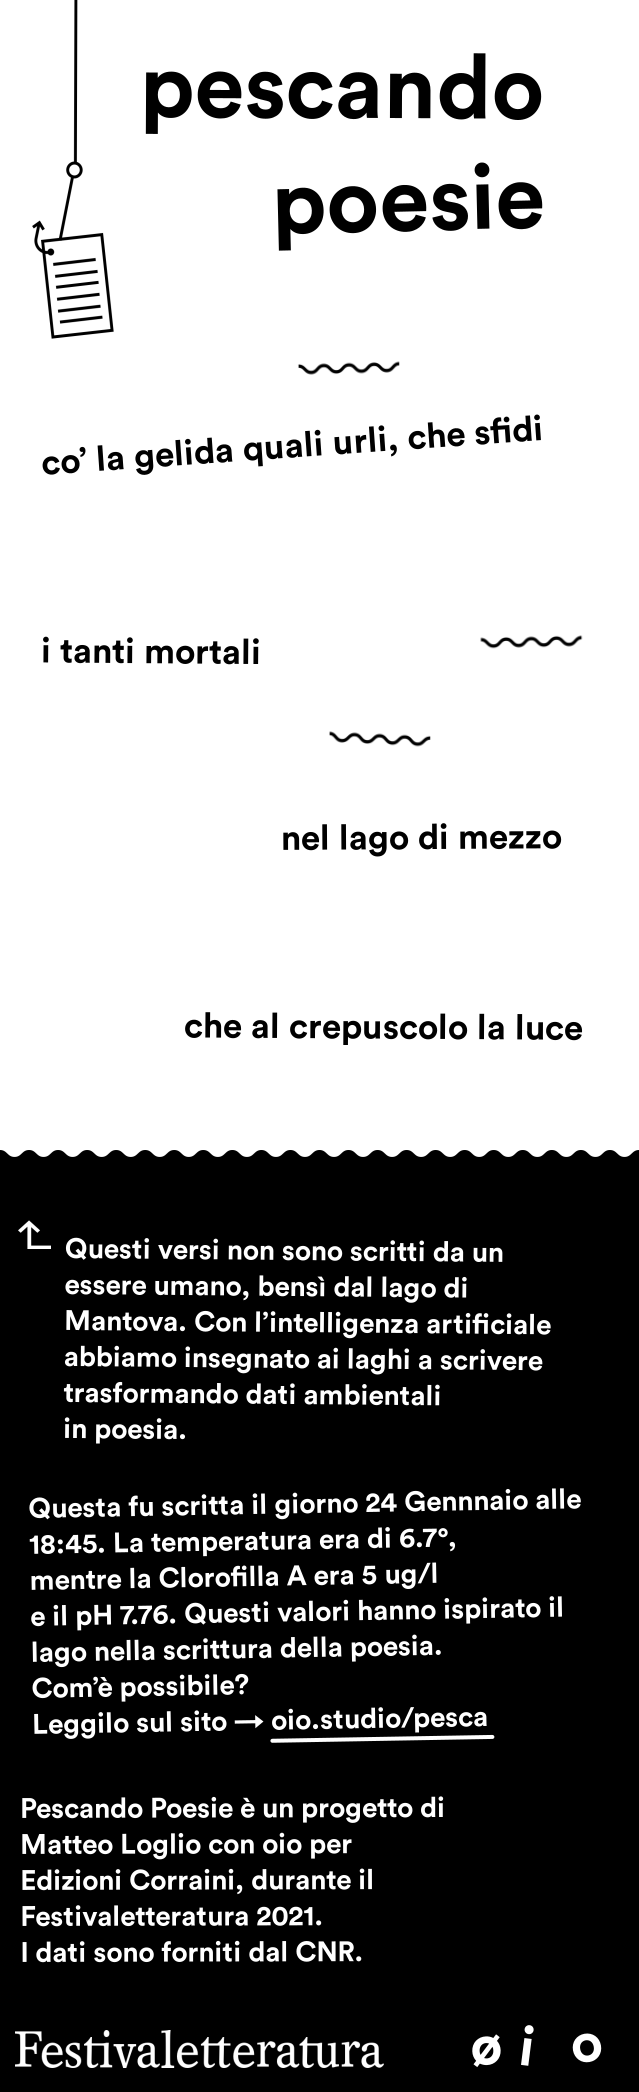 pescando
poesie
co’ la gelida quali urli, che sfidi
i tanti mortali
nel lago di mezzo
che al crepuscolo la luce
Questi versi non sono scritti da un
essere umano, bensì dal lago di
Mantova. Con l’intelligenza artificiale
abbiamo insegnato ai laghi a scrivere
trasformando dati ambientali
in poesia.
Questa fu scritta il giorno 24 Gennnaio alle
18:45. La temperatura era di 6.7°,
mentre la Clorofilla A era 5 ug/l
e il pH 7.76. Questi valori hanno ispirato il
lago nella scrittura della poesia.
Com’è possibile?
Leggilo sul sito → oio.studio/pesca
Pescando Poesie è un progetto di
Matteo Loglio con oio per
Edizioni Corraini, durante il
Festivaletteratura 2021.
I dati sono forniti dal CNR.
Festivaletteratura ø i o